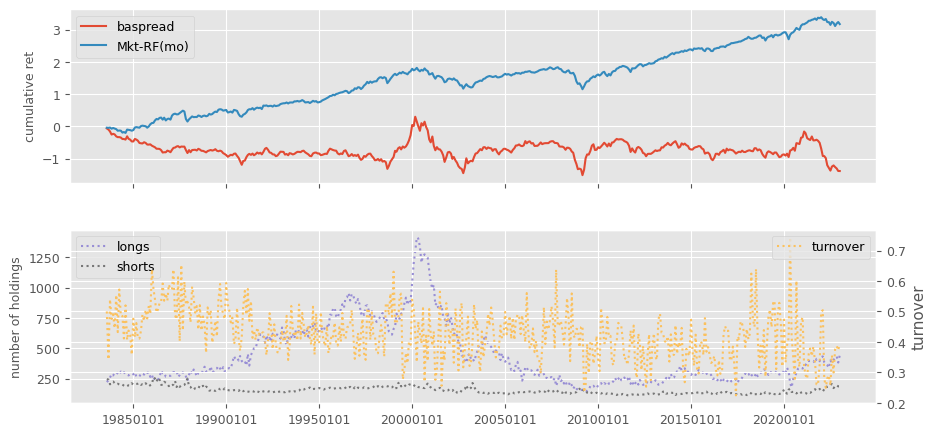 baspread
Mkt-RF(mo)
cumulative ret
3
2
1
0
−1
longs
shorts
turnover
number of holdings
1250
1000
750
500
250
0.7
0.6
0.5
0.4
0.3
0.2
turnover
19850101 19900101 19950101 20000101 20050101 20100101 20150101 20200101